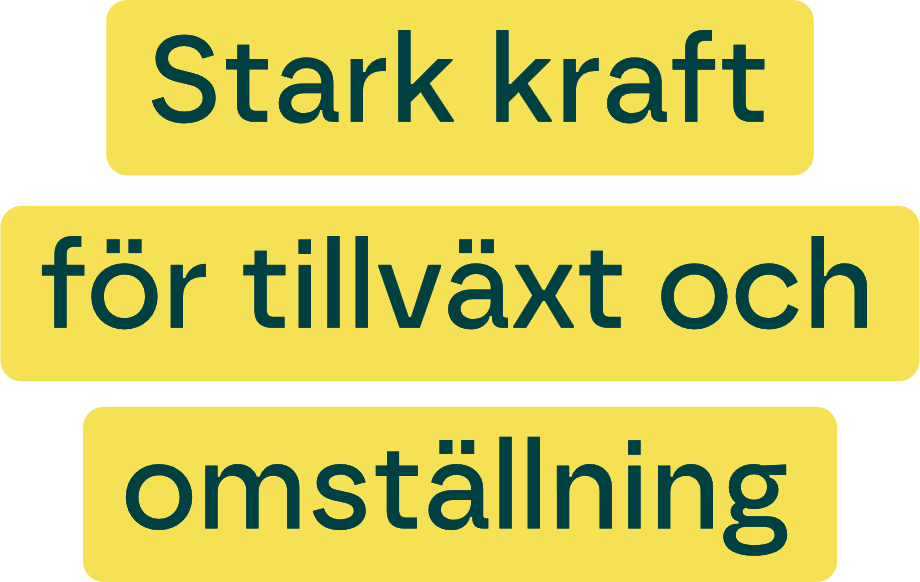 Stark kraft
för tillväxt och
omställning